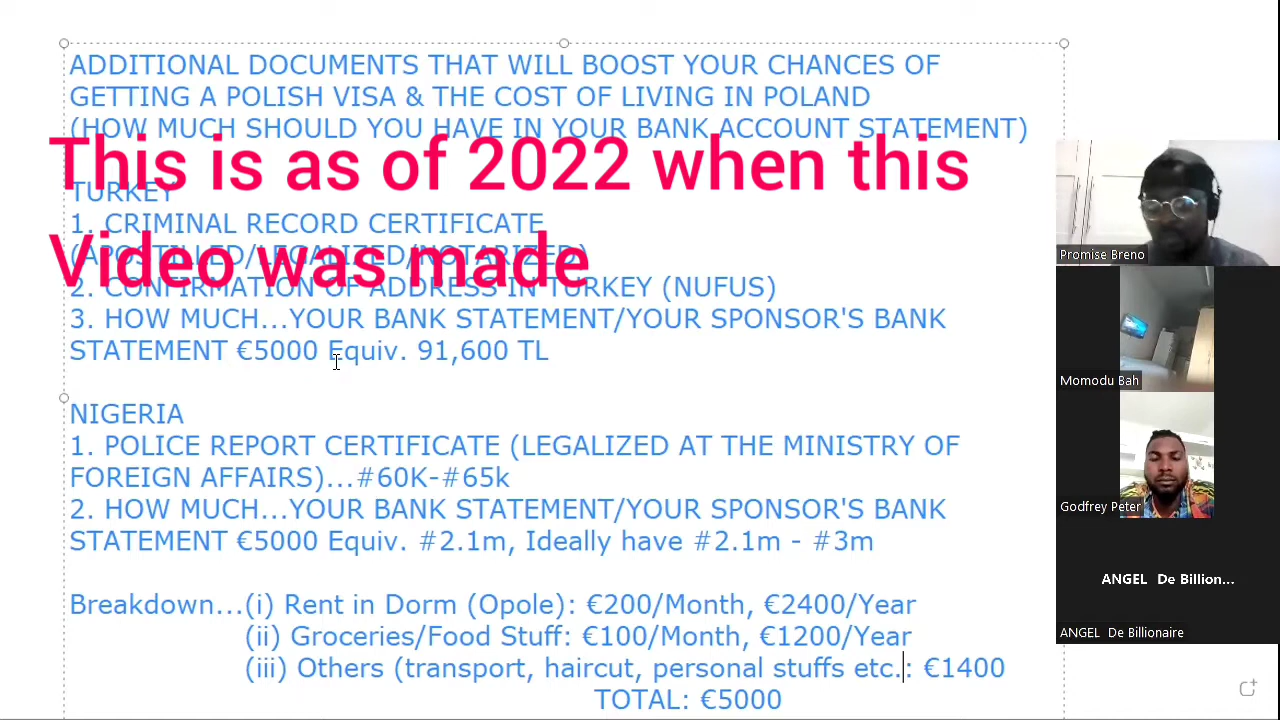 ADDITIONAL DOCUMENTS THAT WILL BOOST YOUR CHANCES OF
GETTING A POLISH VISA & THE COST OF LIVING IN POLAND
(HOW MUCH SHOULD YOU HAVE IN YOUR BANK ACCOUNT STATEMENT)
This is as of 2022 when this
TURKEY
1. CRIMINAL RECORD CERTIFICATE
(APOSTILLED/LEGALIZED/NOTARIZED)
Video was made
2. CONFIRMATION OF ADDRESS IN TURKEY (NUFUS)
3. HOW MUCH...YOUR BANK STATEMENT/YOUR SPONSOR'S BANK
STATEMENT €5000 Equiv. 91,600 TL
NIGERIA
1. POLICE REPORT CERTIFICATE (LEGALIZED AT THE MINISTRY OF
FOREIGN AFFAIRS)...#60K-#65k
2. HOW MUCH...YOUR BANK STATEMENT/YOUR SPONSOR'S BANK
STATEMENT €5000 Equiv. #2.1m, Ideally have #2.1m - #3m
Breakdown...(i) Rent in Dorm (Opole): €200/Month, €2400/Year
(ii) Groceries/Food Stuff: €100/Month, €1200/Year
(iii) Others (transport, haircut, personal stuffs etc.: €1400
TOTAL: €5000
Promise Breno
Momodu Bah
Godfrey Peter
ANGEL De Billion...
ANGEL De Billionaire